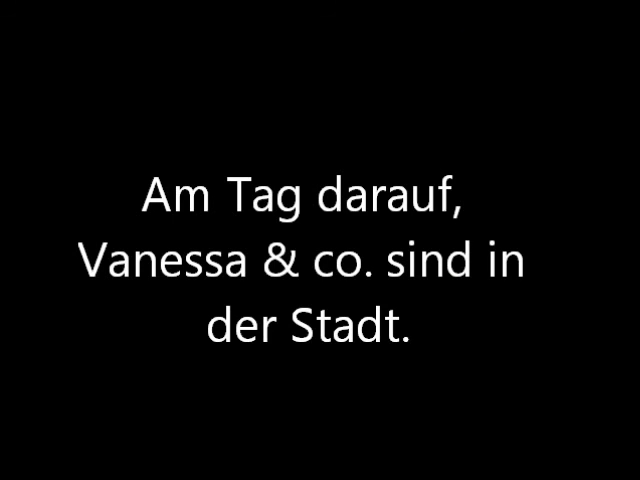 Am Tag darauf,
Vanessa & co. sind in
der Stadt.